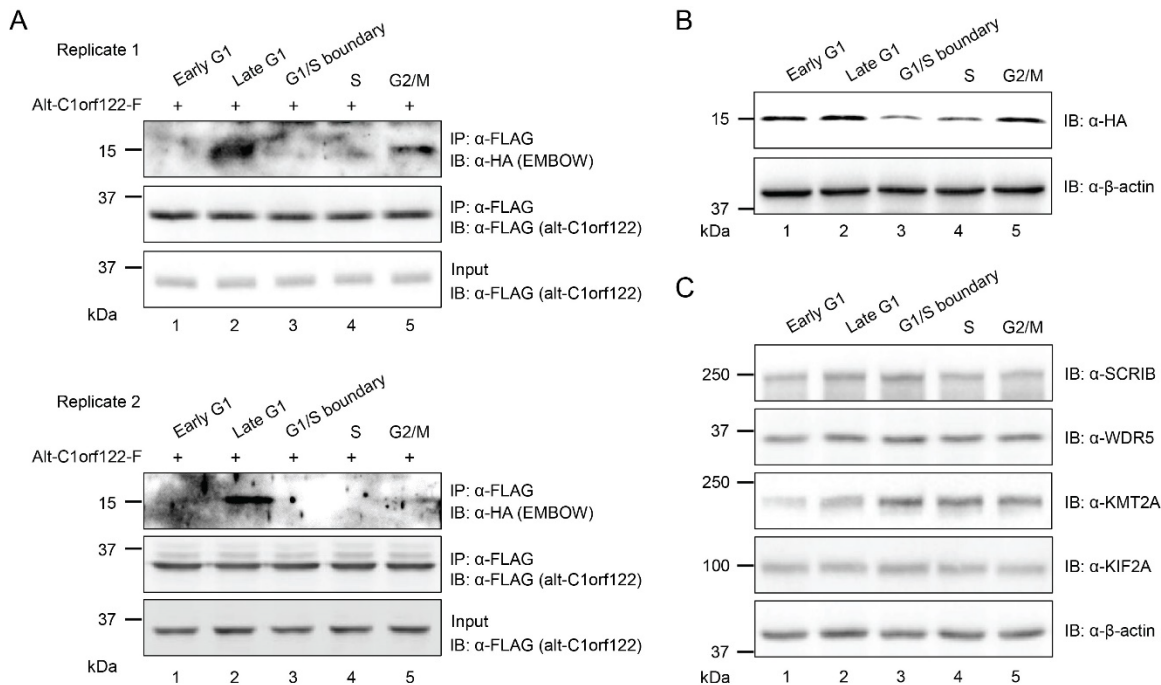 A
Replicate 1
Early G1
Late G1
G1/S boundary
S
G2/M
Alt-C1orf122-F + + + + +
15
IP: α-FLAG
IB: α-HA (EMBOW)
37
IP: α-FLAG
IB: α-FLAG (alt-C1orf122)
37
Input
IB: α-FLAG (alt-C1orf122)
kDa 1 2 3 4 5
Replicate 2
Early G1
Late G1
G1/S boundary
S
G2/M
Alt-C1orf122-F + + + + +
15
IP: α-FLAG
IB: α-HA (EMBOW)
37
IP: α-FLAG
IB: α-FLAG (alt-C1orf122)
37
Input
IB: α-FLAG (alt-C1orf122)
kDa 1 2 3 4 5
B
Early G1
Late G1
G1/S boundary
S
G2/M
15 IB: α-HA
IB: α-β-actin
37
kDa 1 2 3 4 5
C
Early G1
Late G1
G1/S boundary
S
G2/M
250 IB: α-SCRIB
37 IB: α-WDR5
250
IB: α-KMT2A
100 IB: α-KIF2A
IB: α-β-actin
37
kDa 1 2 3 4 5